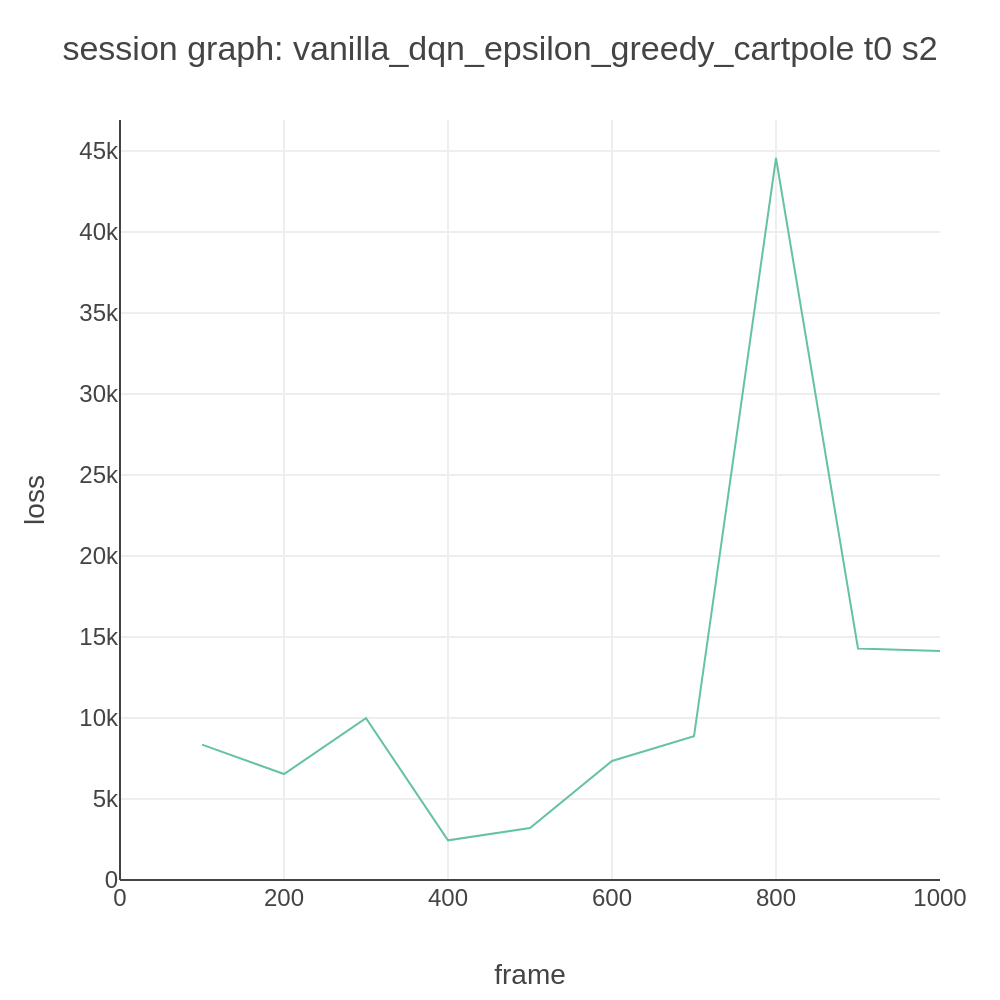 session graph: vanilla_dqn_epsilon_greedy_cartpole t0 s2
45k
40k
35k
30k
25k
20k
15k
10k
5k
0
loss
0 200 400 600 800 1000
frame